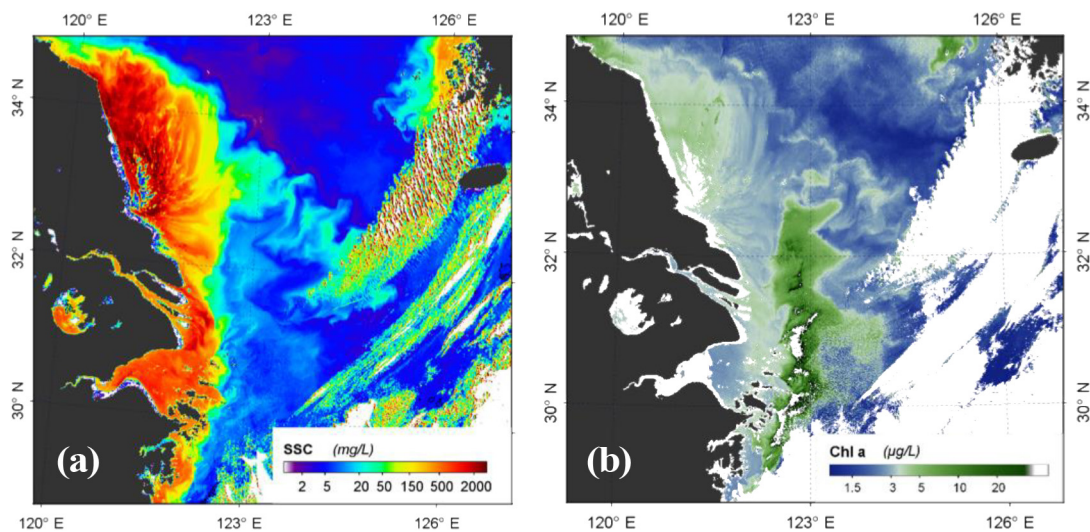 120° E 123° E 126° E 120° E 123° E 126° E
34° N 34° N
32° N 32° N
30° N 30° N
SSC (mg/L)
2 5 20 50 150 500 2000
(a)
Chl a (µg/L)
1.5 3 5 10 20
(b)
120° E 123° E 126° E 120° E 123° E 126° E